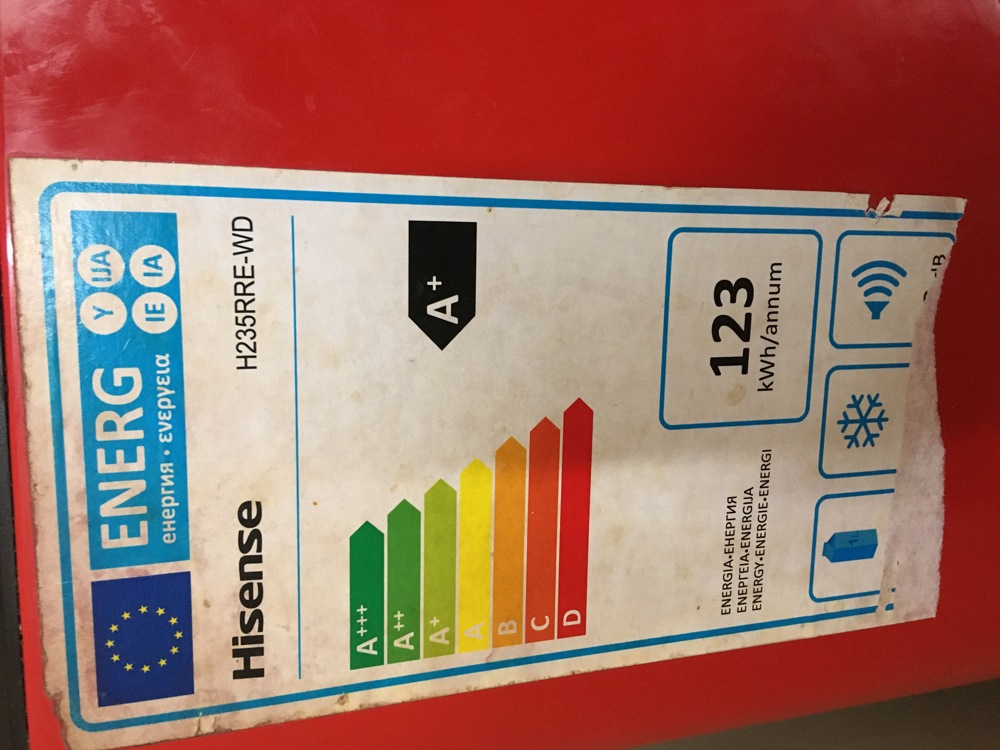 ENERG
Y
IJA
IE
IA
енергия · ενεργεια
Hisense
H235RRE-WD
A+++
A++
A+
A
B
C
D
A+
ENERGIA•ЕНЕРГИЯ
ΕΝΕΡΓΕΙΑ•ENERGIJA
ENERGY•ENERGIE•ENERGI
123
kWh/annum
1L